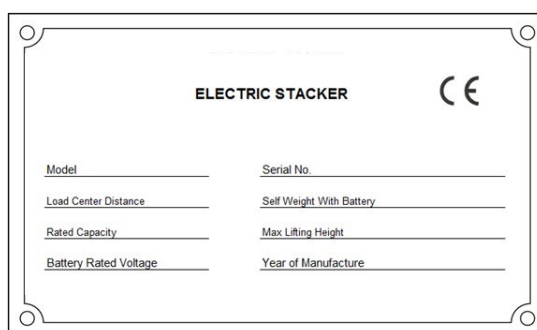 ELECTRIC STACKER CE
Model Serial No.
Load Center Distance Self Weight With Battery
Rated Capacity Max Lifting Height
Battery Rated Voltage Year of Manufacture